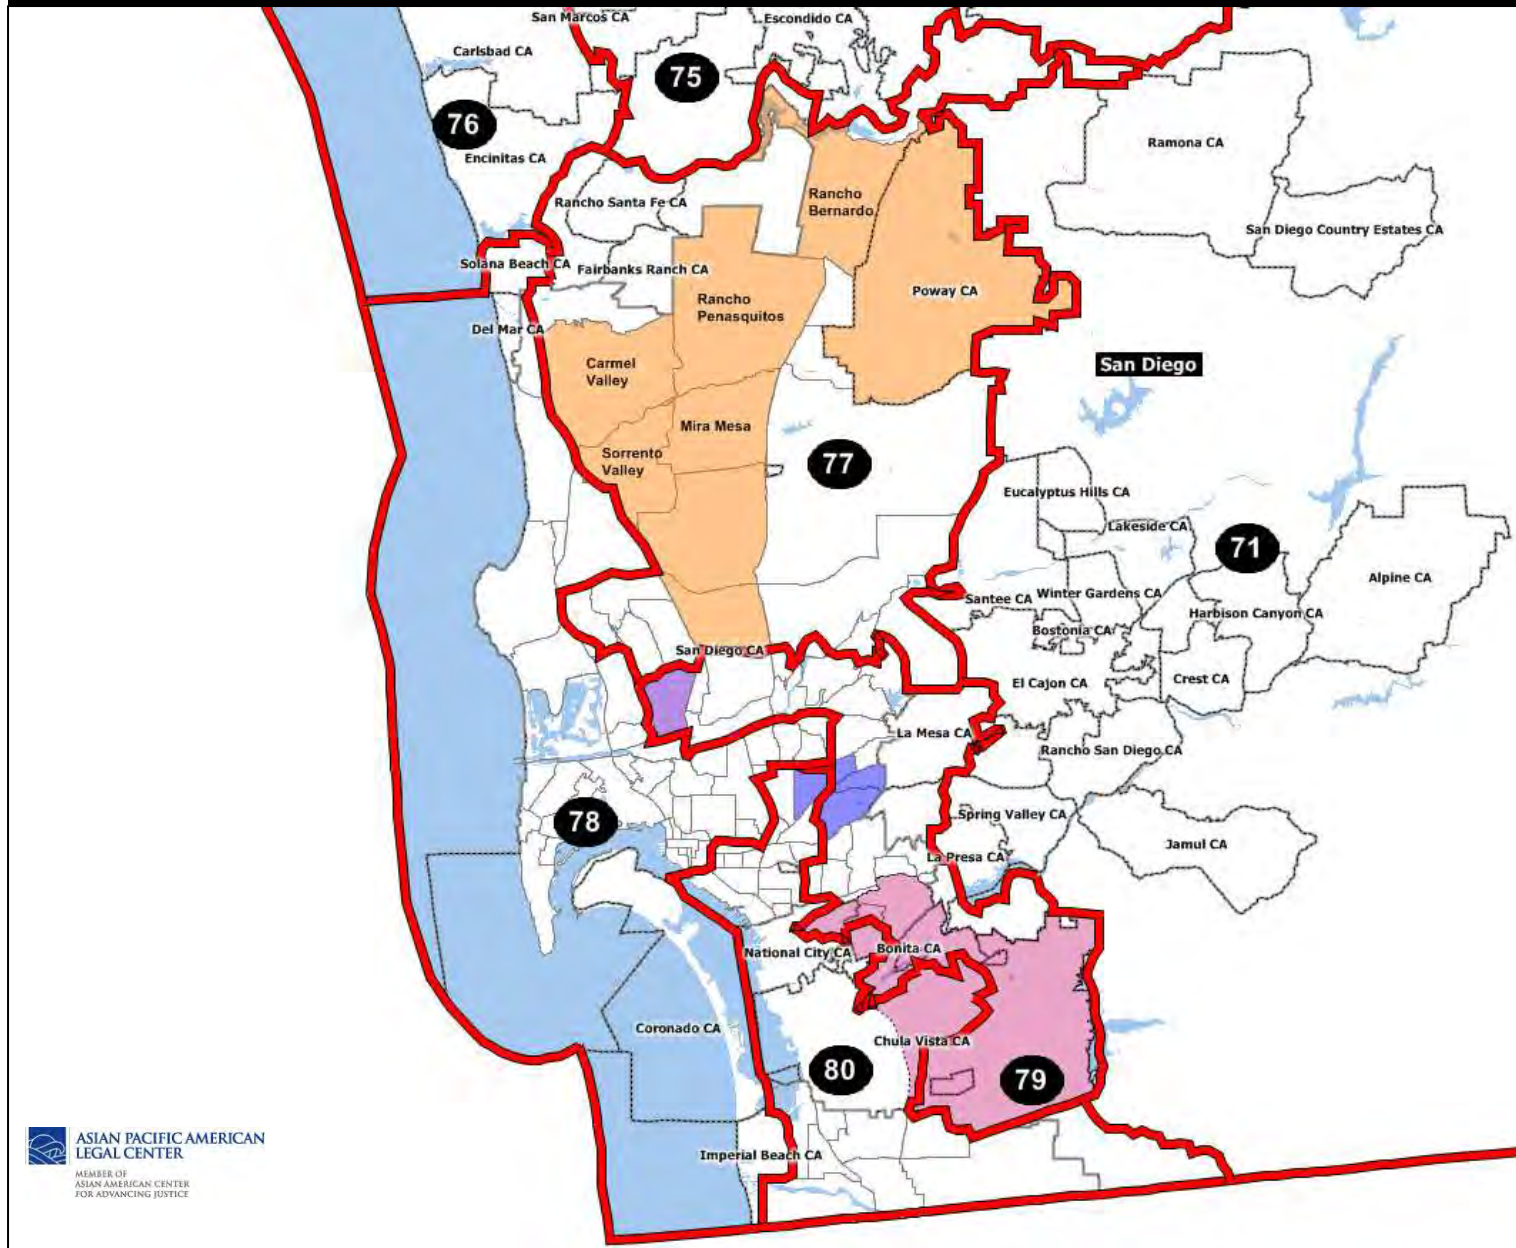 San Marcos CA
Escondido CA
Carlsbad CA
75
76
Encinitas CA
Ramona CA
Rancho Santa Fe CA
Rancho
Bernardo
San Diego Country Estates CA
Solana Beach CA
Fairbanks Ranch CA
Poway CA
Rancho
Penasquitos
Del Mar CA
Carmel
Valley
San Diego
Mira Mesa
Sorrento
Valley
77
Eucalyptus Hills CA
Lakeside CA
71
Alpine CA
Santee CA
Winter Gardens CA
Harbison Canyon CA
Bostonia CA
San Diego CA
El Cajon CA
Crest CA
La Mesa CA
Rancho San Diego CA
78
Spring Valley CA
Jamul CA
La Presa CA
National City CA
Bonita CA
Coronado CA
Chula Vista CA
80
79
Imperial Beach CA
ASIAN PACIFIC AMERICAN
LEGAL CENTER
MEMBER OF
ASIAN AMERICAN CENTER
FOR ADVANCING JUSTICE